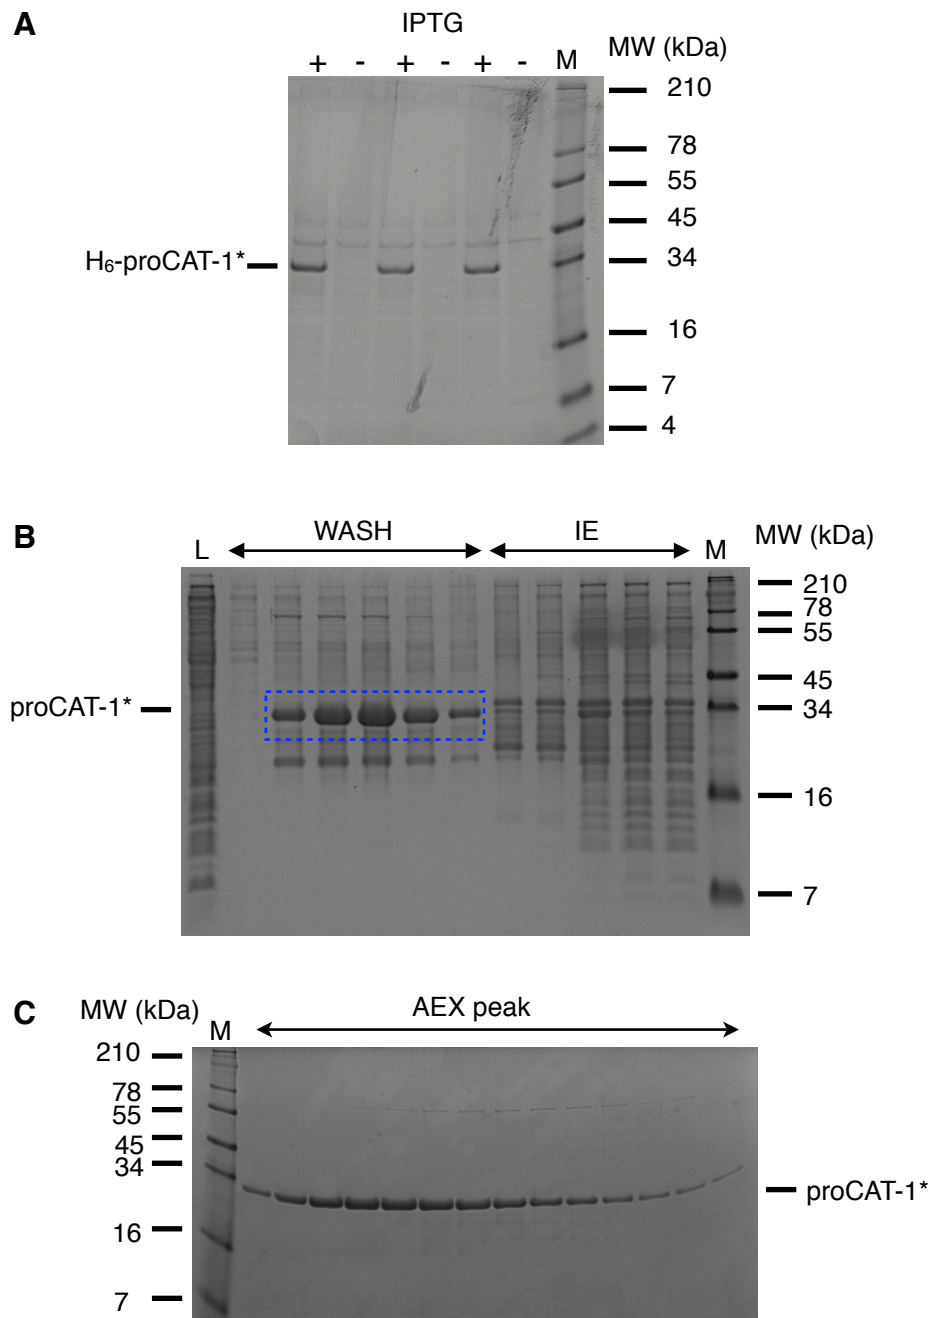 A
IPTG
+ - + - + - M
MW (kDa)
210
78
55
45
H6-proCAT-1*
34
16
7
4
B
L
WASH
IE
M
MW (kDa)
210
78
55
45
proCAT-1*
34
16
7
C
MW (kDa)
M
AEX peak
210
78
55
45
34
proCAT-1*
16
7